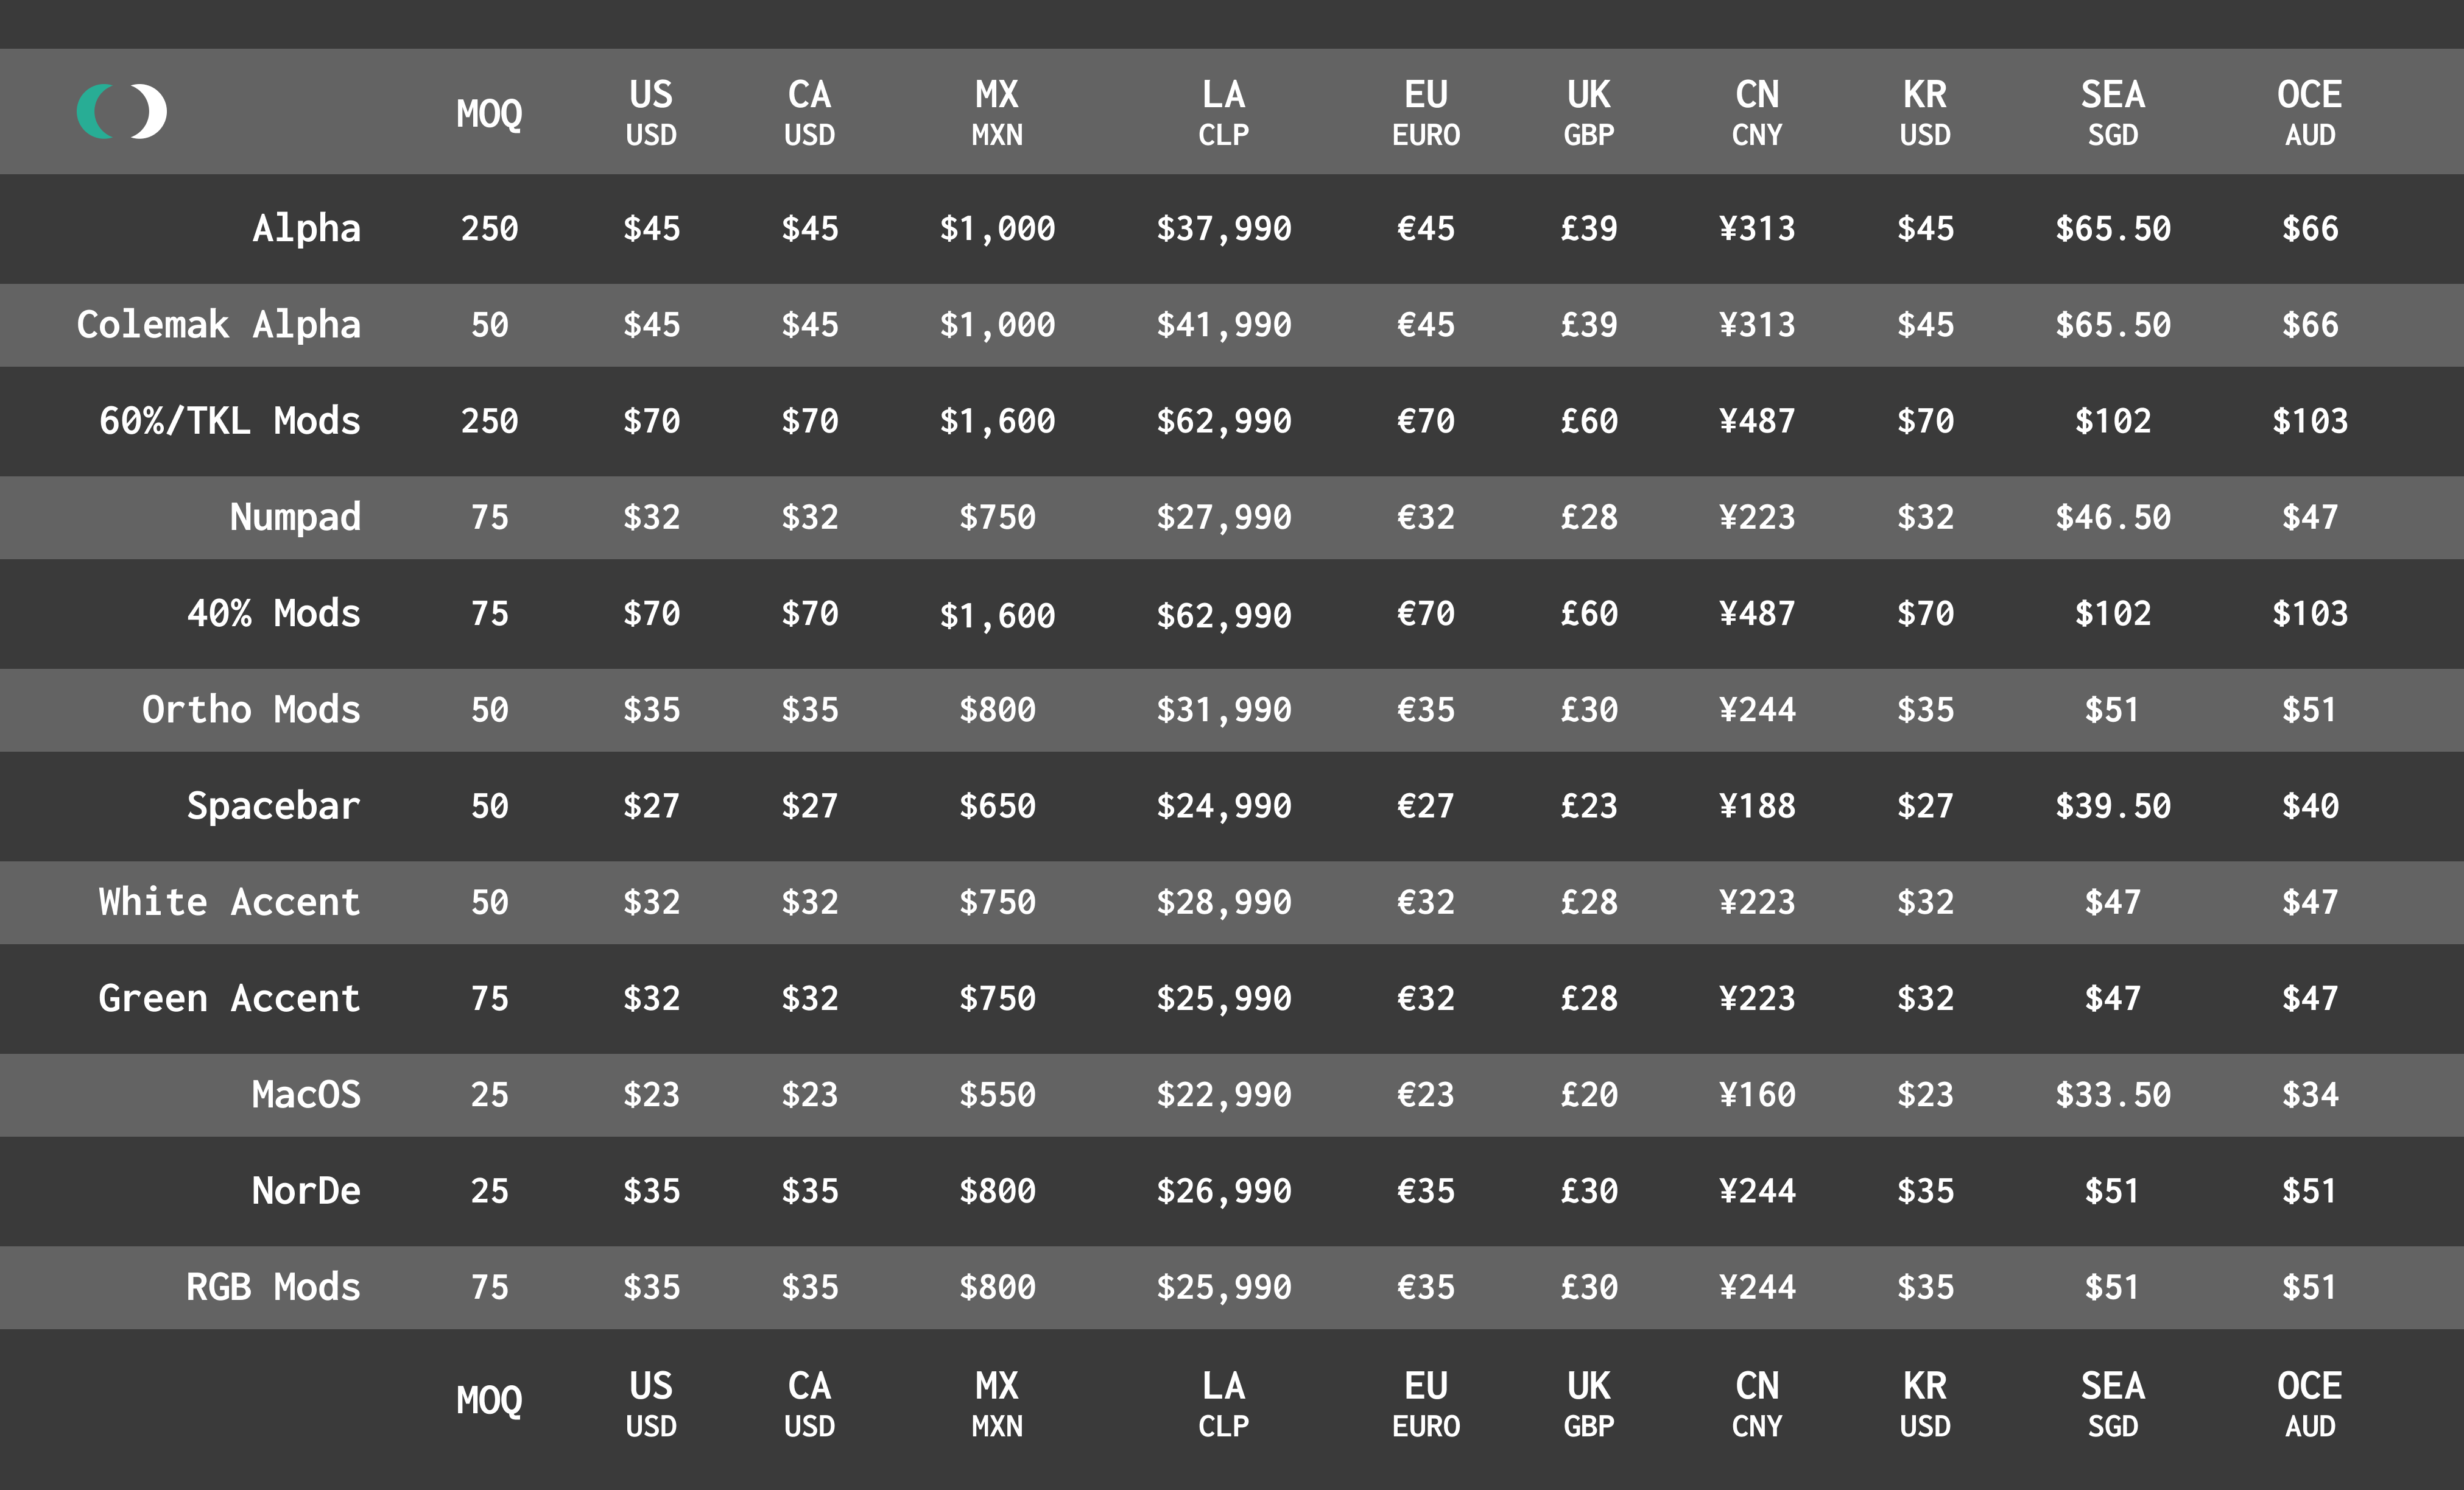 MOQ US CA MX LA EU UK CN KR SEA OCE
USD USD MXN CLP EURO GBP CNY USD SGD AUD
Alpha 250 $45 $45 $1,000 $37,990 €45 £39 ¥313 $45 $65.50 $66
Colemak Alpha 50 $45 $45 $1,000 $41,990 €45 £39 ¥313 $45 $65.50 $66
60%/TKL Mods 250 $70 $70 $1,600 $62,990 €70 £60 ¥487 $70 $102 $103
Numpad 75 $32 $32 $750 $27,990 €32 £28 ¥223 $32 $46.50 $47
40% Mods 75 $70 $70 $1,600 $62,990 €70 £60 ¥487 $70 $102 $103
Ortho Mods 50 $35 $35 $800 $31,990 €35 £30 ¥244 $35 $51 $51
Spacebar 50 $27 $27 $650 $24,990 €27 £23 ¥188 $27 $39.50 $40
White Accent 50 $32 $32 $750 $28,990 €32 £28 ¥223 $32 $47 $47
Green Accent 75 $32 $32 $750 $25,990 €32 £28 ¥223 $32 $47 $47
MacOS 25 $23 $23 $550 $22,990 €23 £20 ¥160 $23 $33.50 $34
NorDe 25 $35 $35 $800 $26,990 €35 £30 ¥244 $35 $51 $51
RGB Mods 75 $35 $35 $800 $25,990 €35 £30 ¥244 $35 $51 $51
MOQ US CA MX LA EU UK CN KR SEA OCE
USD USD MXN CLP EURO GBP CNY USD SGD AUD